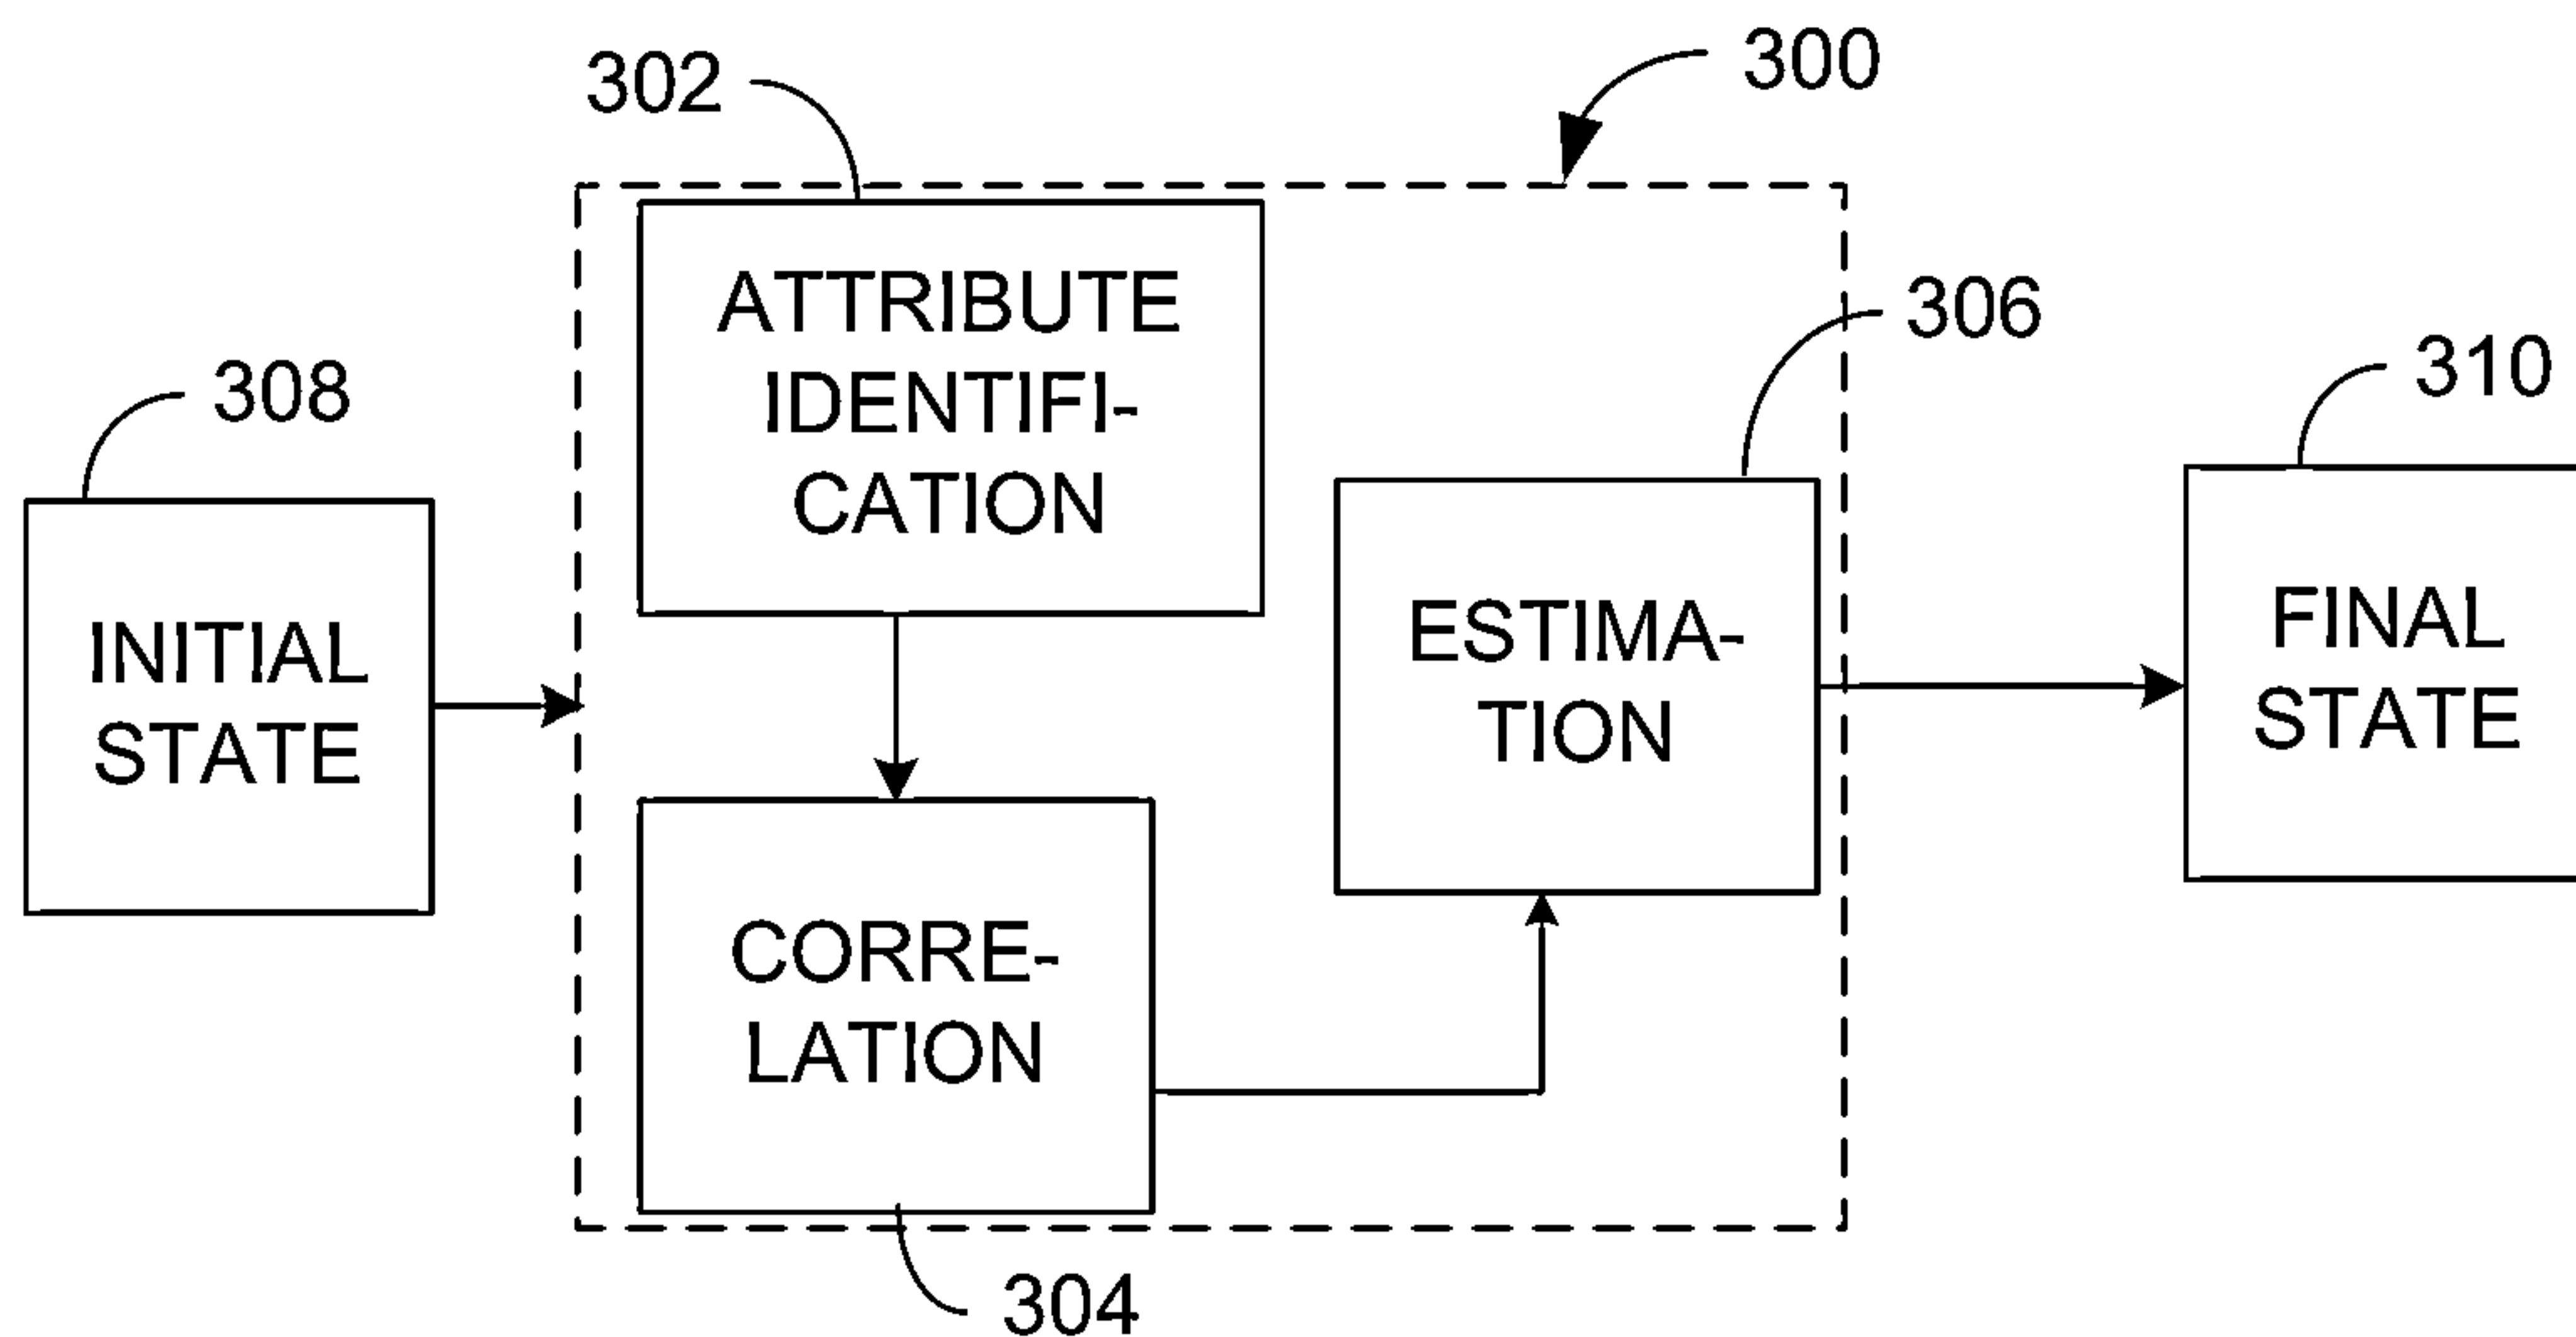 300
302
306
308
310
ATTRIBUTE
IDENTIFI-
CATION
INITIAL
STATE
ESTIMA-
TION
FINAL
STATE
CORRE-
LATION
304